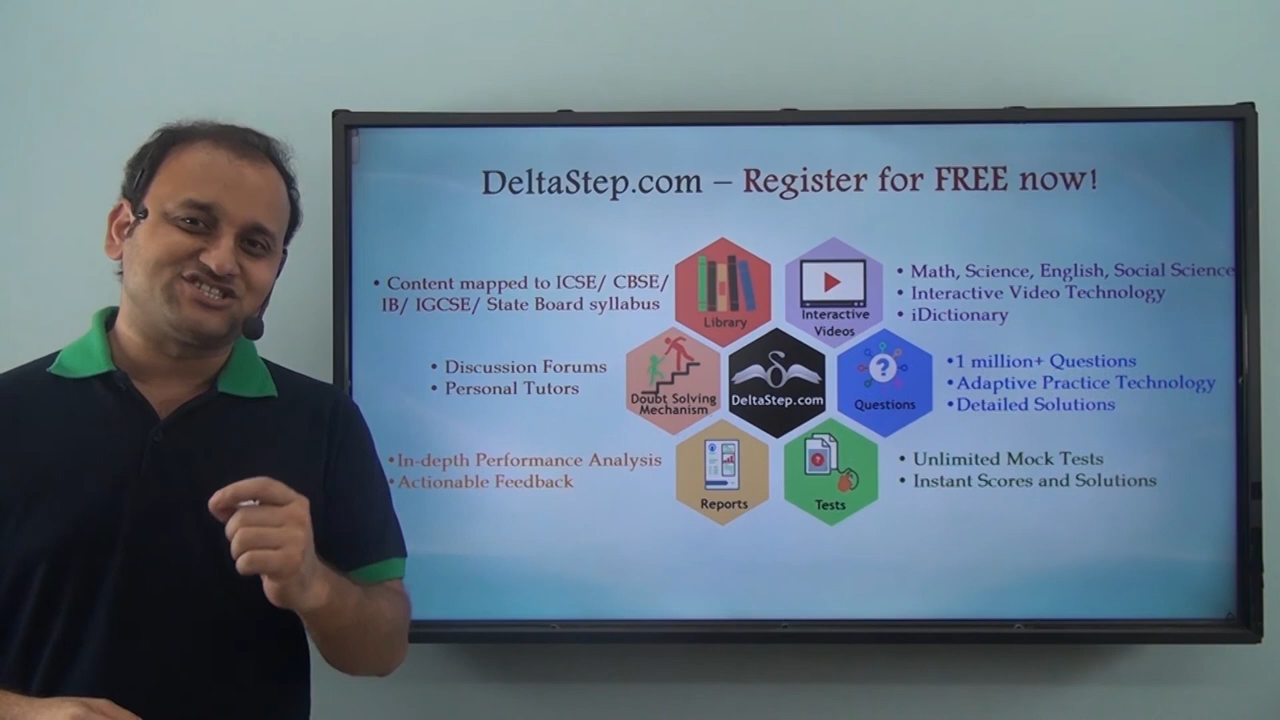 DeltaStep.com – Register for FREE now!
• Content mapped to ICSE/ CBSE/
IB/ IGCSE/ State Board syllabus
Library
Interactive
Videos
• Math, Science, English, Social Science
• Interactive Video Technology
• iDictionary
• Discussion Forums
• Personal Tutors
Doubt Solving
Mechanism
DeltaStep.com
Questions
•1 million+ Questions
•Adaptive Practice Technology
•Detailed Solutions
•In-depth Performance Analysis
•Actionable Feedback
Reports
Tests
• Unlimited Mock Tests
• Instant Scores and Solutions